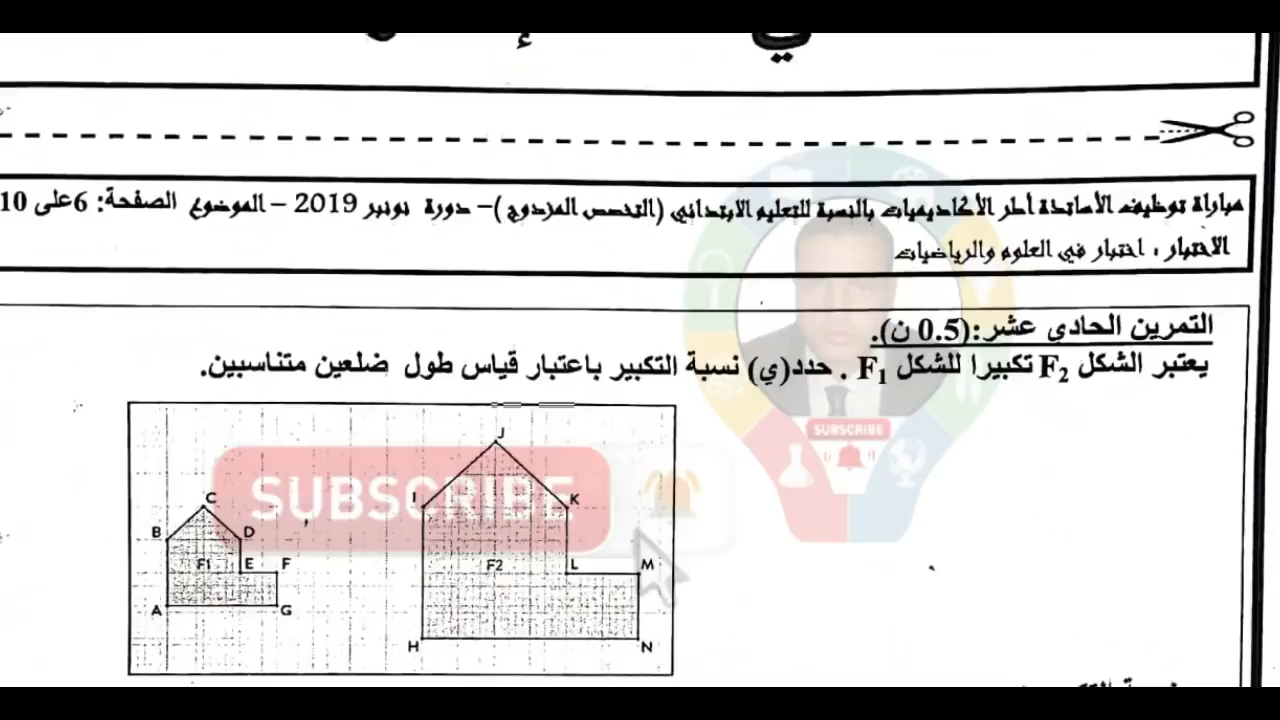 مباراة توظيف الأساتذة أطر الأكاديميات بالنسبة للتعليم الابتدائي (التخصص المزدوج) – دورة نونبر 2019 – الموضوع الصفحة: 6 على 10
الاختبار : اختبار في العلوم والرياضيات
التمرين الحادي عشر: (0.5 ن).
يعتبر الشكل F2 تكبيرا للشكل F1 . حدد(ي) نسبة التكبير باعتبار قياس طول ضلعين متناسبين.
SUBSCRIBE
SUBSCRIBE
J
C I K
B D
F1 E F F2 L M
A G
H N